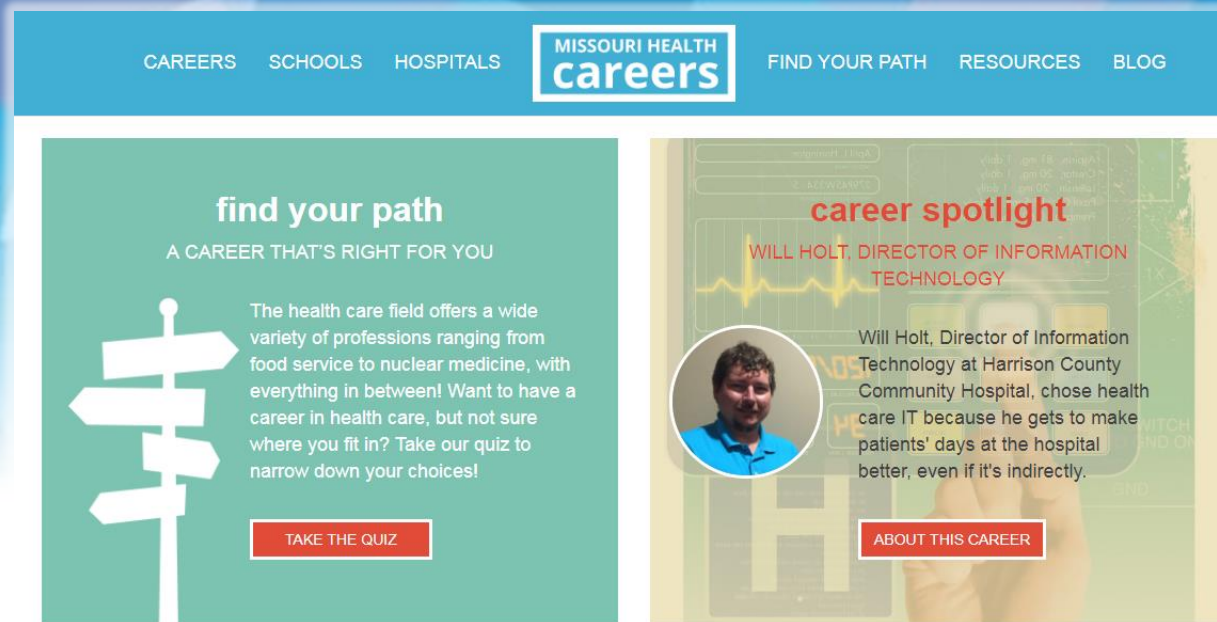 CAREERS SCHOOLS HOSPITALS
MISSOURI HEALTH
careers
FIND YOUR PATH RESOURCES BLOG
find your path
A CAREER THAT'S RIGHT FOR YOU
The health care field offers a wide
variety of professions ranging from
food service to nuclear medicine, with
everything in between! Want to have a
career in health care, but not sure
where you fit in? Take our quiz to
narrow down your choices!
TAKE THE QUIZ
career spotlight
WILL HOLT, DIRECTOR OF INFORMATION
TECHNOLOGY
Will Holt, Director of Information
Technology at Harrison County
Community Hospital, chose health
care IT because he gets to make
patients' days at the hospital
better, even if it's indirectly.
ABOUT THIS CAREER
H
GND